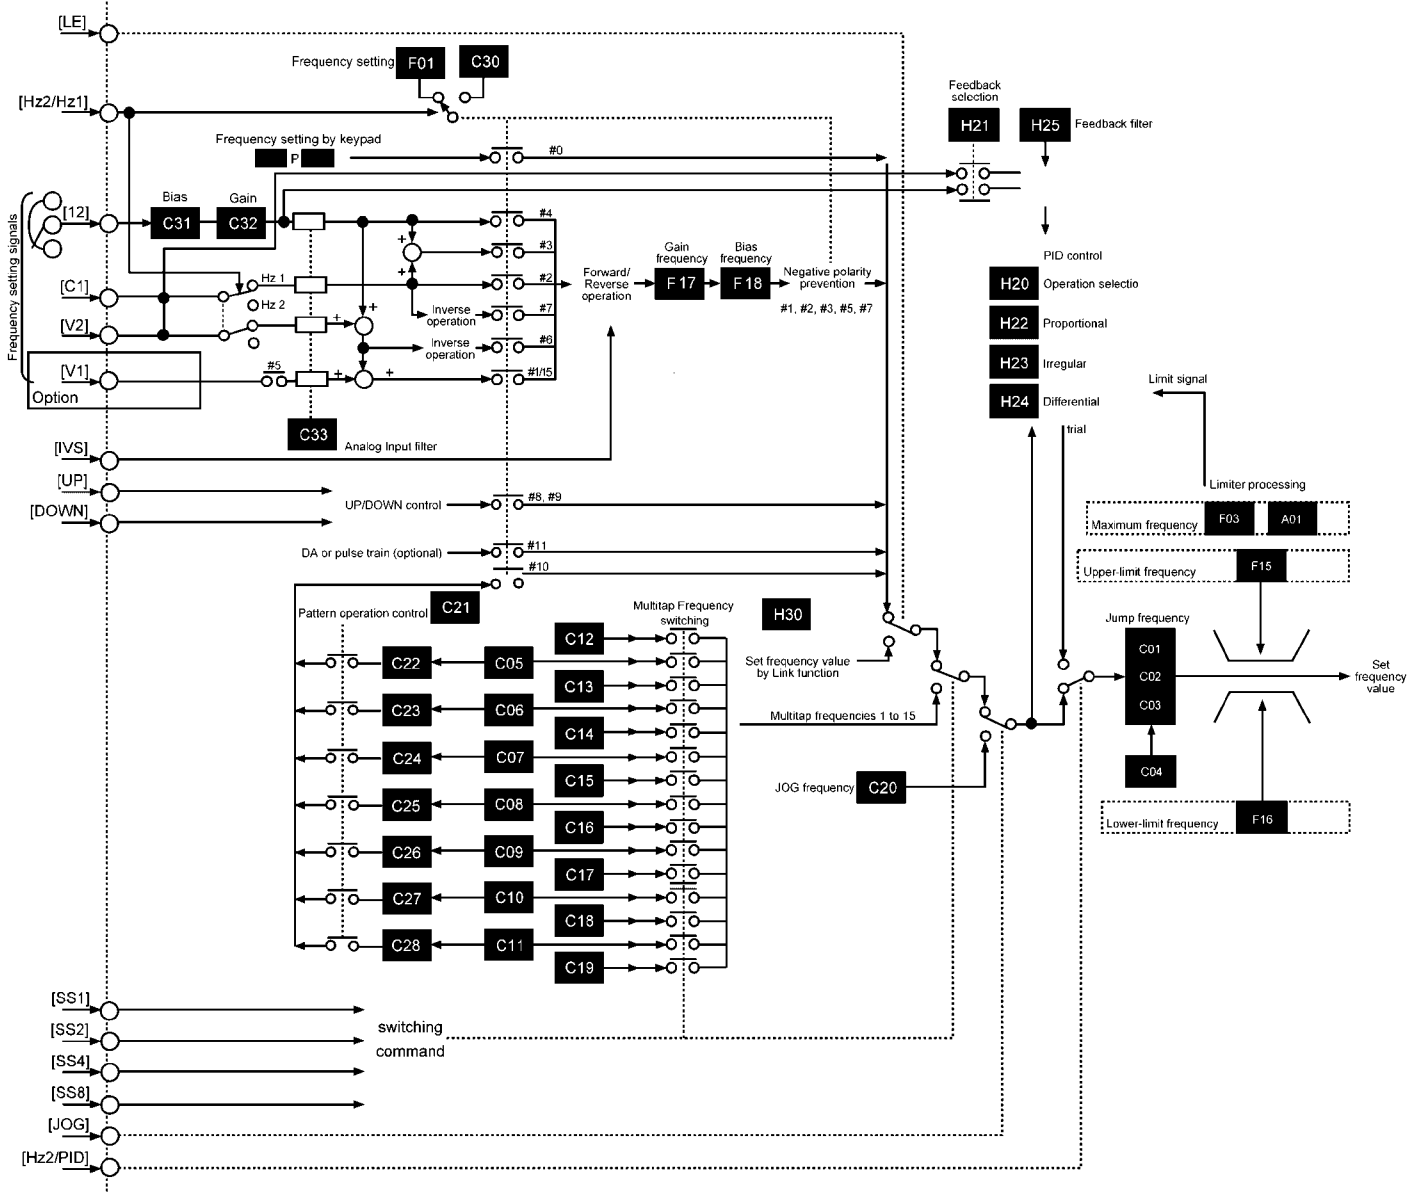 [LE]
Frequency setting F01 C30
[Hz2/Hz1]
Feedback
selection
H21
H25 Feedback filter
Frequency setting by keypad
P
#0
Frequency setting signals
[12]
Bias
C31
Gain
C32
#4
+
#3
+
[C1]
Hz 1
#2
Hz 2
+
Inverse
operation
#7
[V2]
+
Inverse
operation
#6
[V1]
Option
#5
+
+
#1/15
C33
Analog Input filter
Forward/
Reverse
operation
Gain
frequency
F 17
Bias
frequency
F18
Negative polarity
prevention
#1, #2, #3, #5, #7
PID control
H20 Operation selectio
H22 Proportional
H23 Irregular
H24 Differential
trial
Limit signal
Limiter processing
Maximum frequency F03 A01
Upper-limit frequency F15
[IVS]
[UP]
[DOWN]
UP/DOWN control
#8, #9
DA or pulse train (optional)
#11
#10
Pattern operation control C21
Multitap Frequency
switching
H30
C12
C22 C05
C13
C23 C06
C14
C24 C07
C15
C25 C08
C16
C26 C09
C17
C27 C10
C18
C28 C11
C19
Set frequency value
by Link function
Multitap frequencies 1 to 15
JOG frequency C20
Jump frequency
C01
C02
C03
C04
Set
frequency
value
Lower-limit frequency F16
[SS1]
[SS2]
[SS4]
[SS8]
switching
command
[JOG]
[Hz2/PID]